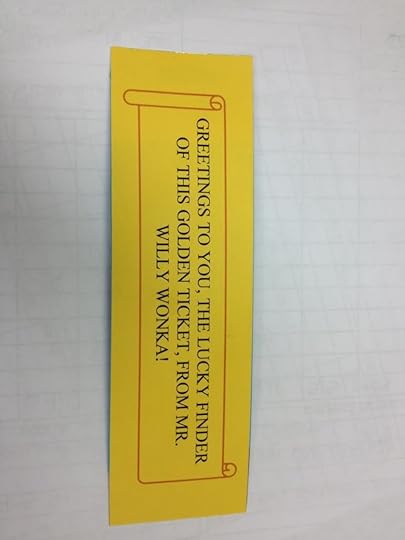 GREETINGS TO YOU, THE LUCKY FINDER
OF THIS GOLDEN TICKET, FROM MR.
WILLY WONKA!